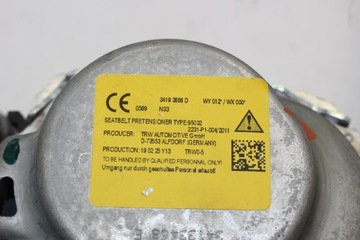 CE 3419 3866 D WY 012° / WX 000°
0589 N33
SEATBELT PRETENSIONER TYPE:95032
2231-P1-004/2011
PRODUCER: TRW AUTOMOTIVE GmbH
D-73553 ALFDORF (GERMANY)
PRODUCTION: 19 02 25 Y13 TRW0-5
TO BE HANDLED BY QUALIFIED PERSONNEL ONLY!
Umgang nur durch geschultes Personal erlaubt!